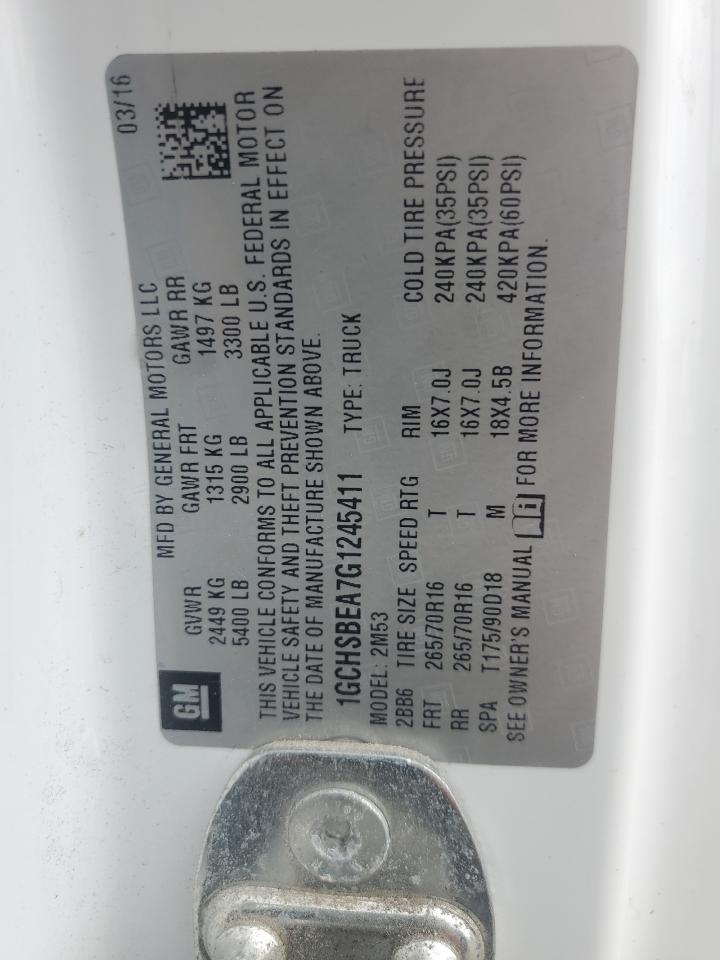 GM
MFD BY GENERAL MOTORS LLC 03/16
GVWR GAWR FRT GAWR RR
2449 KG 1315 KG 1497 KG
5400 LB 2900 LB 3300 LB
THIS VEHICLE CONFORMS TO ALL APPLICABLE U.S. FEDERAL MOTOR
VEHICLE SAFETY AND THEFT PREVENTION STANDARDS IN EFFECT ON
THE DATE OF MANUFACTURE SHOWN ABOVE.
1GCHSBEA7G1245411 TYPE: TRUCK
MODEL: 2M53
2BB6 TIRE SIZE SPEED RTG RIM COLD TIRE PRESSURE
FRT 265/70R16 T 16X7.0J 240KPA(35PSI)
RR 265/70R16 T 16X7.0J 240KPA(35PSI)
SPA T175/90D18 M 18X4.5B 420KPA(60PSI)
SEE OWNER'S MANUAL i FOR MORE INFORMATION.